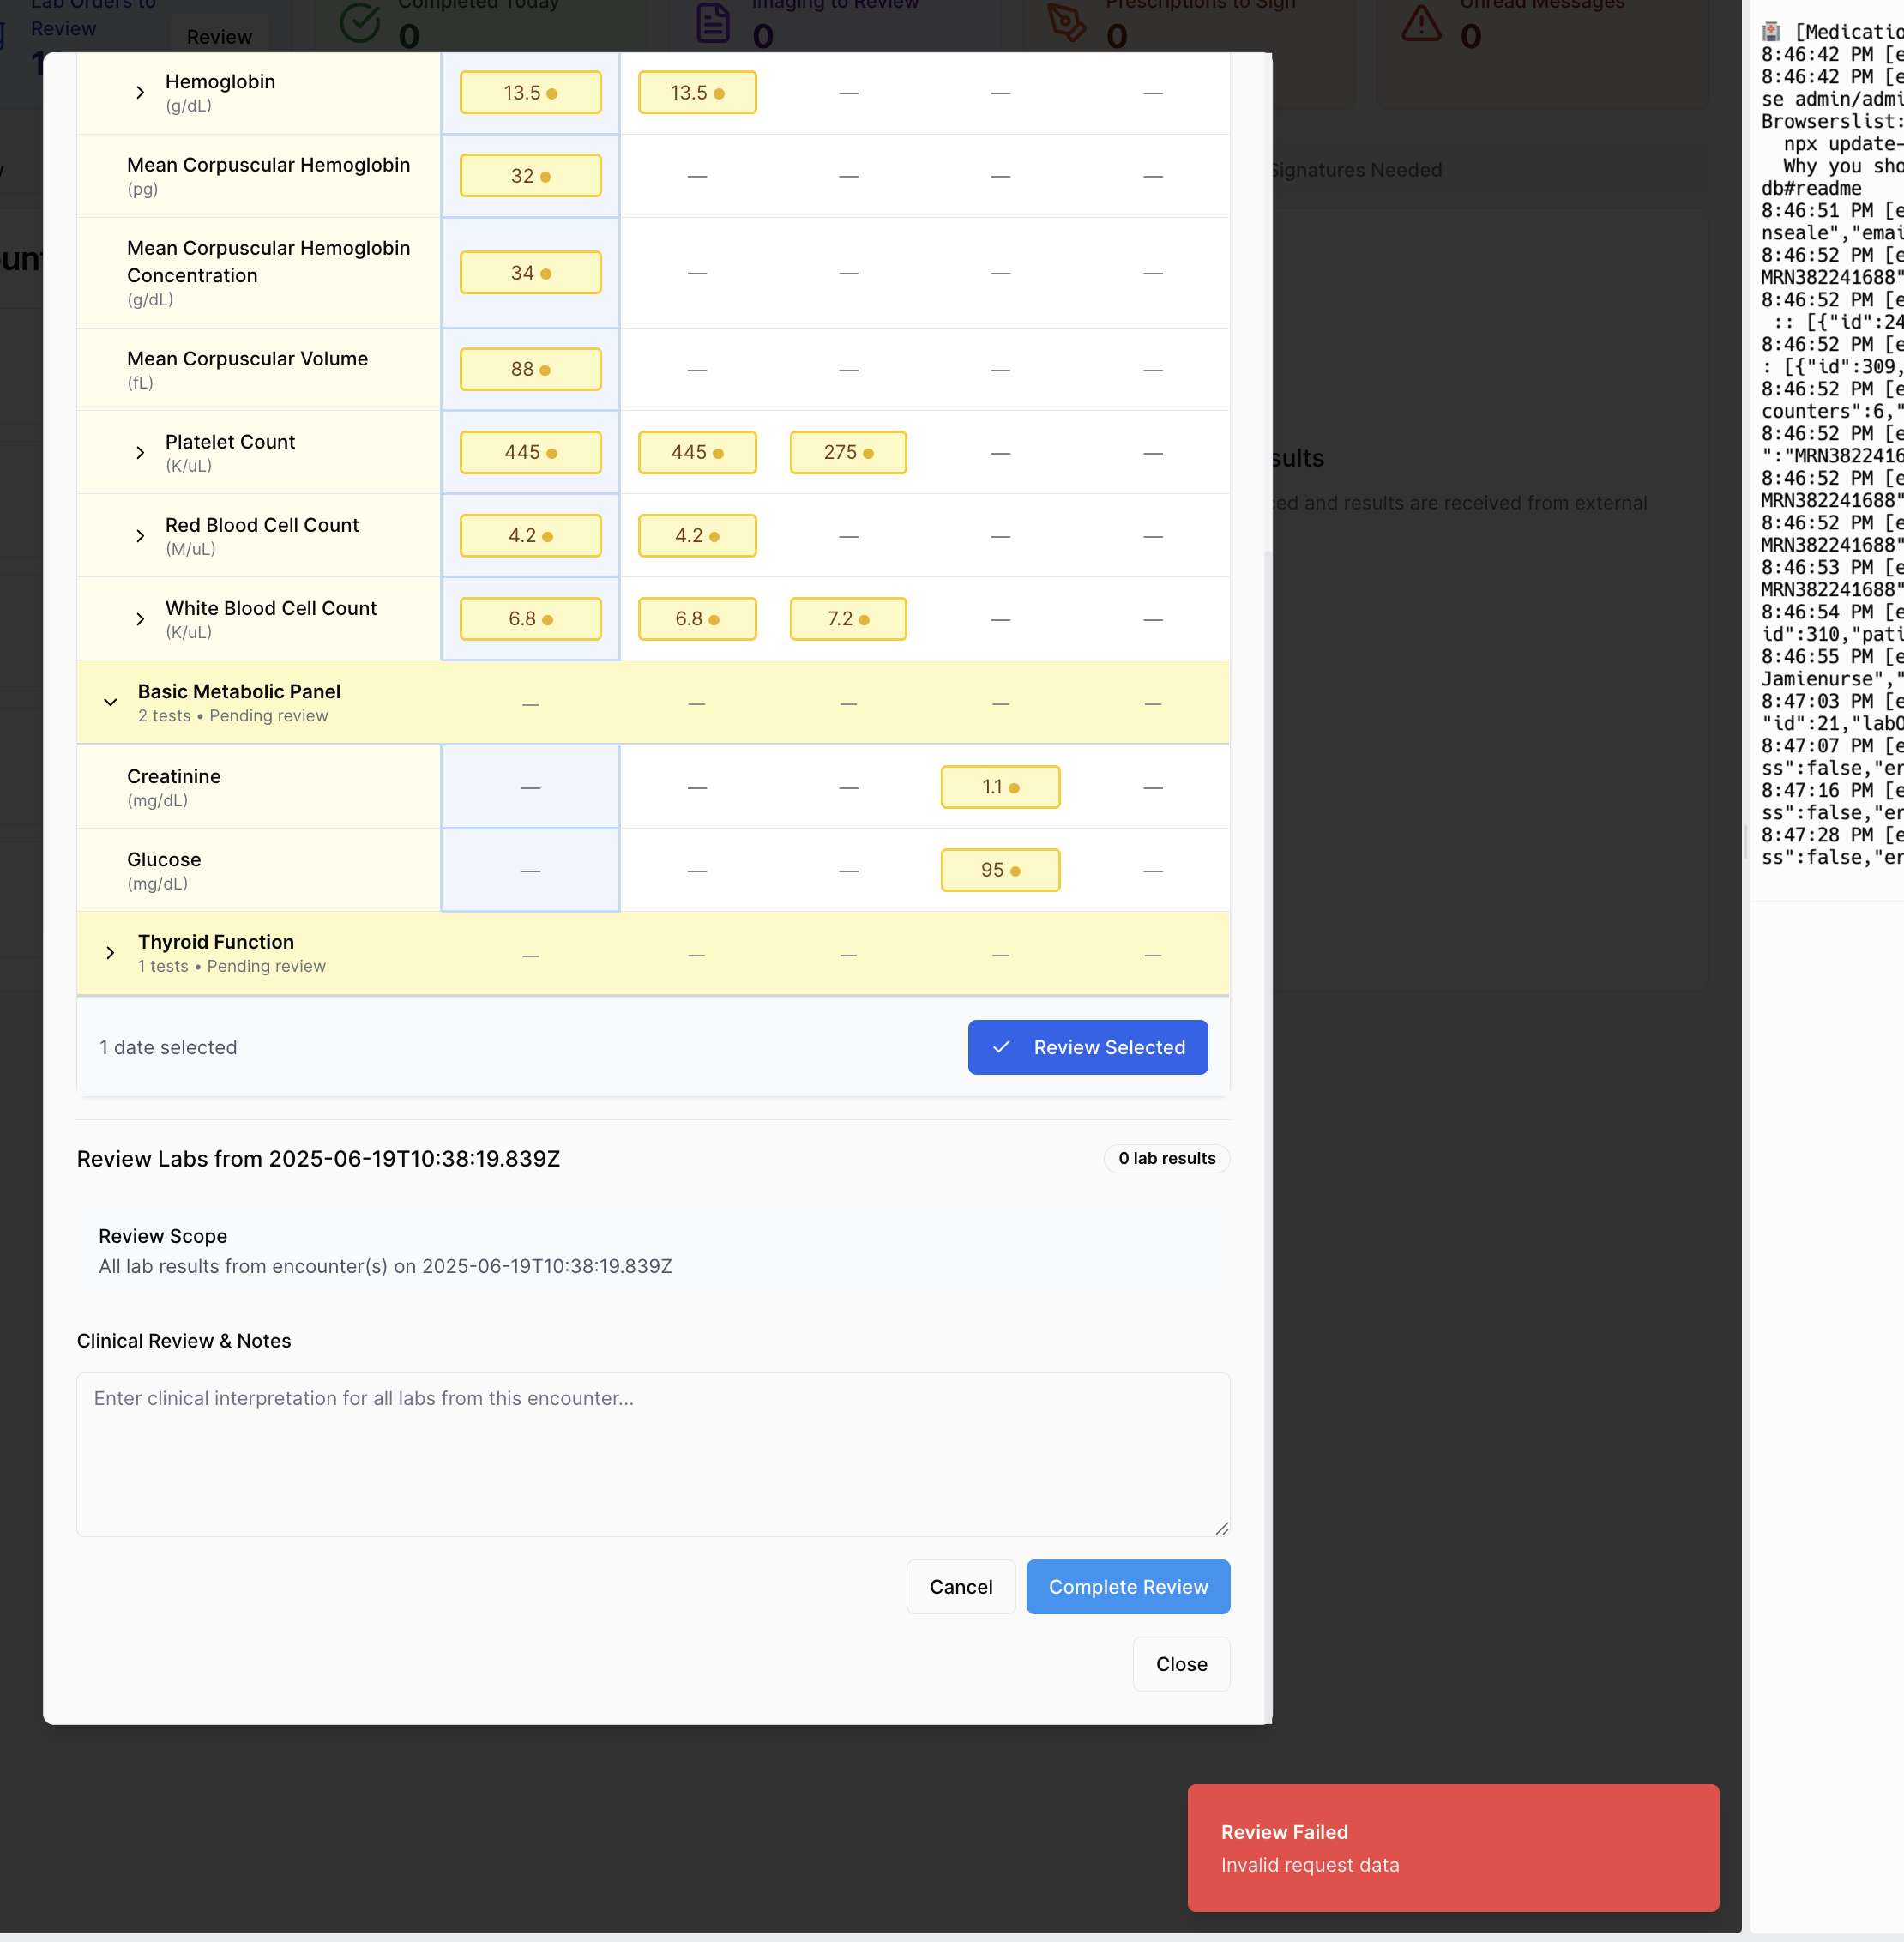 Lab Orders to
Review
Review
Completed Today
0
Imaging to Review
0
Prescriptions to Sign
0
Unread Messages
0
Signatures Needed
Hemoglobin
(g/dL)
13.5
13.5
—
—
—
Mean Corpuscular Hemoglobin
(pg)
32
—
—
—
—
Mean Corpuscular Hemoglobin
Concentration
(g/dL)
34
—
—
—
—
Mean Corpuscular Volume
(fL)
88
—
—
—
—
Platelet Count
(K/uL)
445
445
275
—
—
Red Blood Cell Count
(M/uL)
4.2
4.2
—
—
—
White Blood Cell Count
(K/uL)
6.8
6.8
7.2
—
—
Basic Metabolic Panel
2 tests • Pending review
—
—
—
—
—
Creatinine
(mg/dL)
—
—
—
1.1
—
Glucose
(mg/dL)
—
—
—
95
—
Thyroid Function
1 tests • Pending review
—
—
—
—
—
1 date selected
Review Selected
Review Labs from 2025-06-19T10:38:19.839Z
0 lab results
Review Scope
All lab results from encounter(s) on 2025-06-19T10:38:19.839Z
Clinical Review & Notes
Enter clinical interpretation for all labs from this encounter...
Cancel
Complete Review
Close
and results are received from external
Review Failed
Invalid request data
[Medicatio
8:46:42 PM [e
8:46:42 PM [e
se admin/admi
Browserslist:
npx update-
Why you sho
db#readme
8:46:51 PM [e
nseale","emai
8:46:52 PM [e
MRN382241688"
8:46:52 PM [e
:: [{"id":24
8:46:52 PM [e
: [{"id":309,
8:46:52 PM [e
counters":6,"
8:46:52 PM [e
":"MRN3822416
8:46:52 PM [e
MRN382241688"
8:46:52 PM [e
MRN382241688"
8:46:53 PM [e
MRN382241688"
8:46:54 PM [e
id":310,"pati
8:46:55 PM [e
Jamienurse","
8:47:03 PM [e
"id":21,"labO
8:47:07 PM [e
ss":false,"er
8:47:16 PM [e
ss":false,"er
8:47:28 PM [e
ss":false,"er